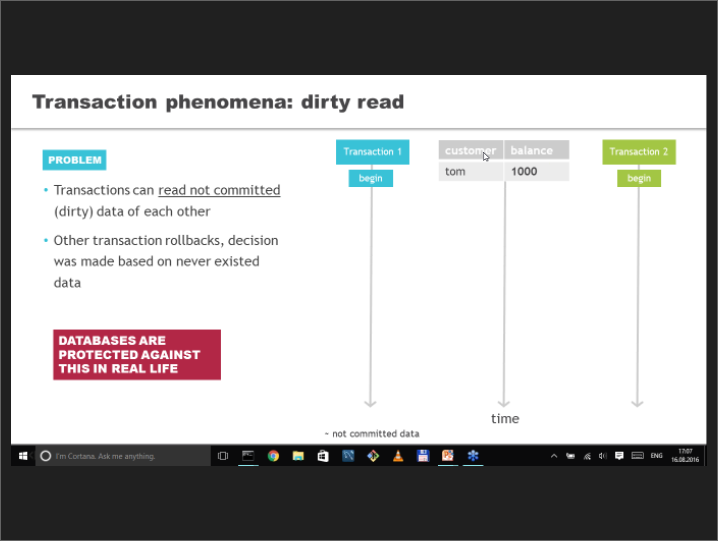 Transaction phenomena: dirty read
PROBLEM
• Transactions can read not committed
(dirty) data of each other
• Other transaction rollbacks, decision
was made based on never existed
data
DATABASES ARE
PROTECTED AGAINST
THIS IN REAL LIFE
Transaction 1
begin
customer balance
tom 1000
Transaction 2
begin
time
~ not committed data
I'm Cortana. Ask me anything.
ENG
17:07
16.08.2016